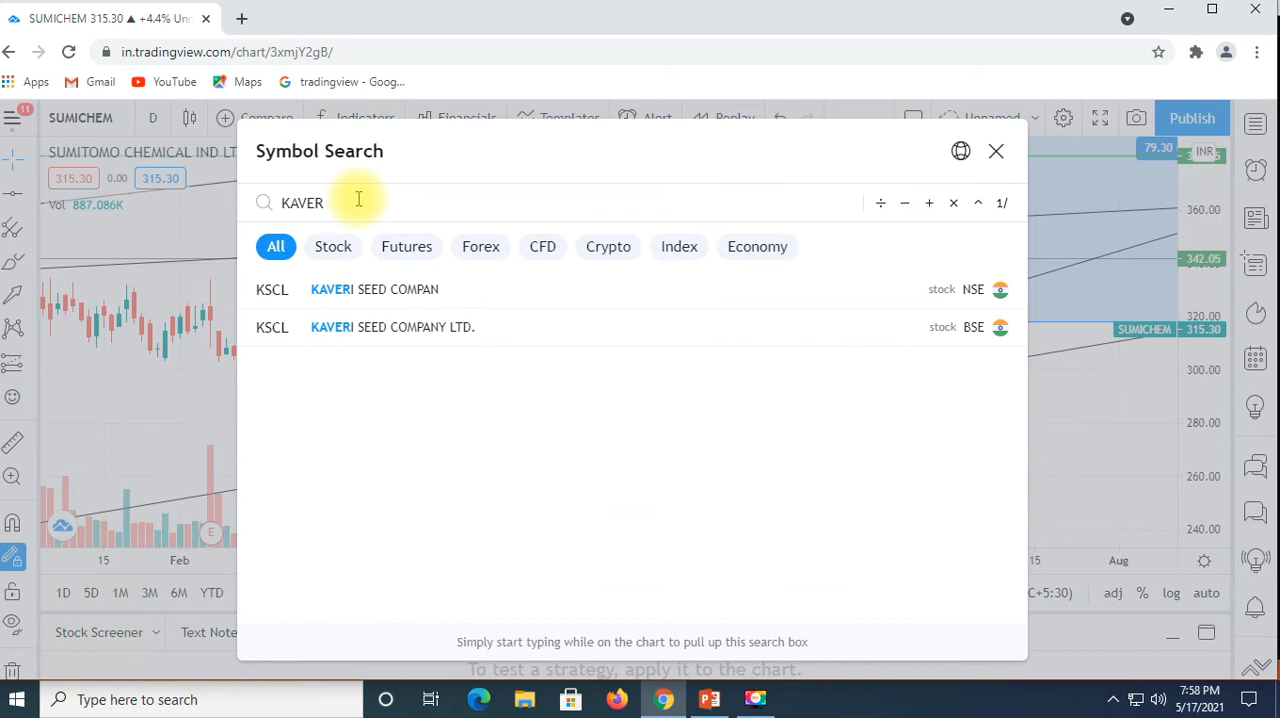 SUMICHEM 315.30 ▲ +4.4% Unn
in.tradingview.com/chart/3xmjY2gB/
Apps Gmail YouTube Maps tradingview - Goog...
11 SUMICHEM D Compare Indicators Financials Templates Alert Replay Unnamed Publish
SUMITOMO CHEMICAL IND LT
315.30 0.00 315.30
Vol 887.086K
Symbol Search
79.30 INR
KAVER ÷ − + × ^ 1/
360.00
All Stock Futures Forex CFD Crypto Index Economy
342.05
KSCL KAVERI SEED COMPAN stock NSE
320.00
KSCL KAVERI SEED COMPANY LTD. stock BSE
SUMICHEM 315.30
300.00
280.00
260.00
240.00
E
15 Feb 15 Aug
1D 5D 1M 3M 6M YTD C+5:30) adj % log auto
Stock Screener Text Note
Simply start typing while on the chart to pull up this search box
To test a strategy, apply it to the chart.
Type here to search
7:58 PM
5/17/2021